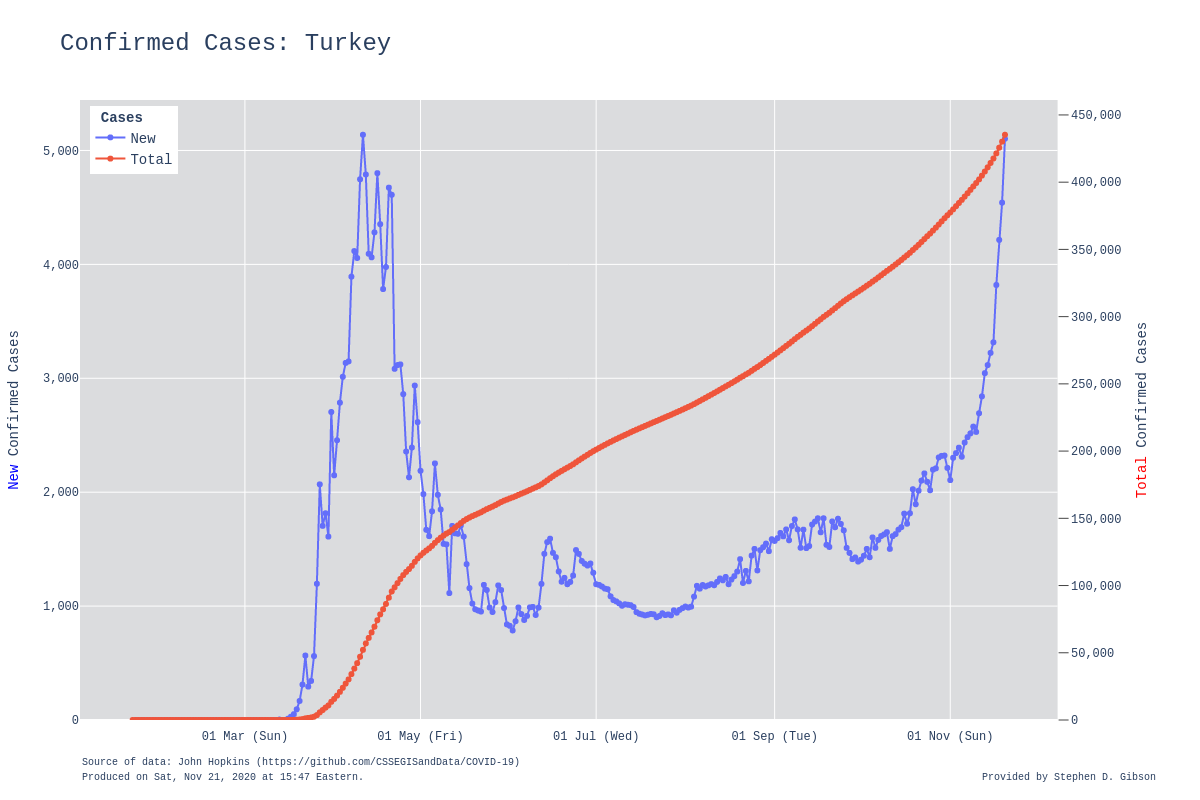 Confirmed Cases: Turkey
Cases
New
Total
5,000
4,000
3,000
2,000
1,000
0
New Confirmed Cases
450,000
400,000
350,000
300,000
250,000
200,000
150,000
100,000
50,000
0
Total Confirmed Cases
01 Mar (Sun)
01 May (Fri)
01 Jul (Wed)
01 Sep (Tue)
01 Nov (Sun)
Source of data: John Hopkins (https://github.com/CSSEGISandData/COVID-19)
Produced on Sat, Nov 21, 2020 at 15:47 Eastern.
Provided by Stephen D. Gibson